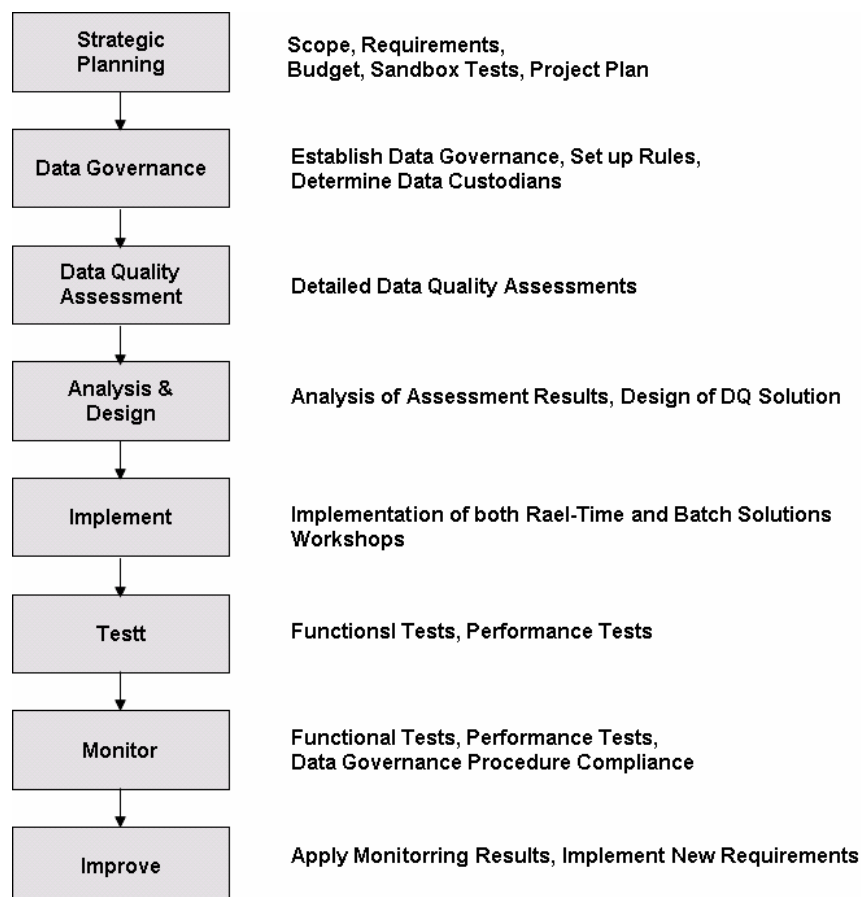 Strategic
Planning
Scope, Requirements,
Budget, Sandbox Tests, Project Plan
Data Governance
Establish Data Governance, Set up Rules,
Determine Data Custodians
Data Quality
Assessment
Detailed Data Quality Assessments
Analysis &
Design
Analysis of Assessment Results, Design of DQ Solution
Implement
Implementation of both Rael-Time and Batch Solutions
Workshops
Testt
Functionsl Tests, Performance Tests
Monitor
Functional Tests, Performance Tests,
Data Governance Procedure Compliance
Improve
Apply Monitorring Results, Implement New Requirements